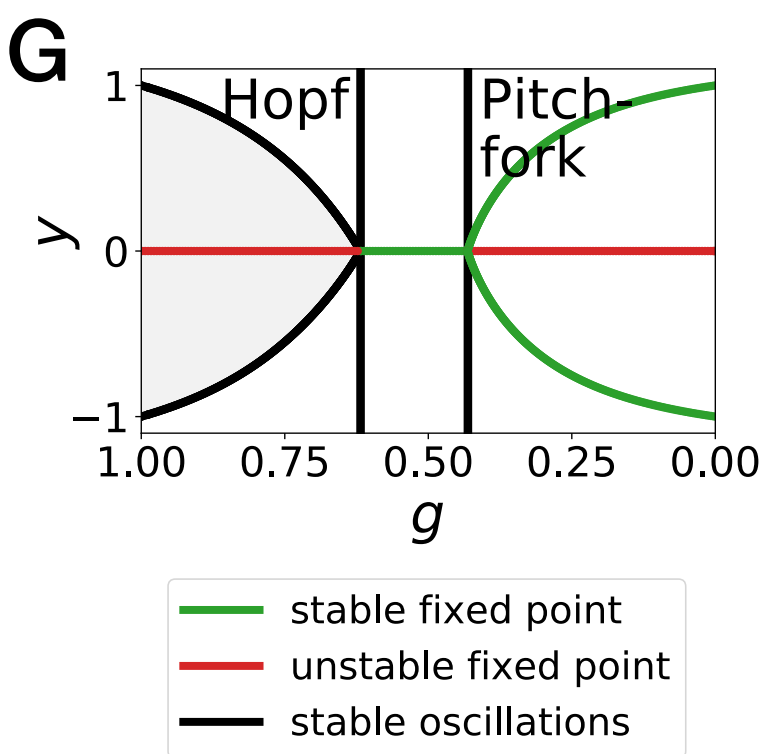 G
1
Hopf
Pitch-
fork
y
0
−1
1.00 0.75 0.50 0.25 0.00
g
stable fixed point
unstable fixed point
stable oscillations